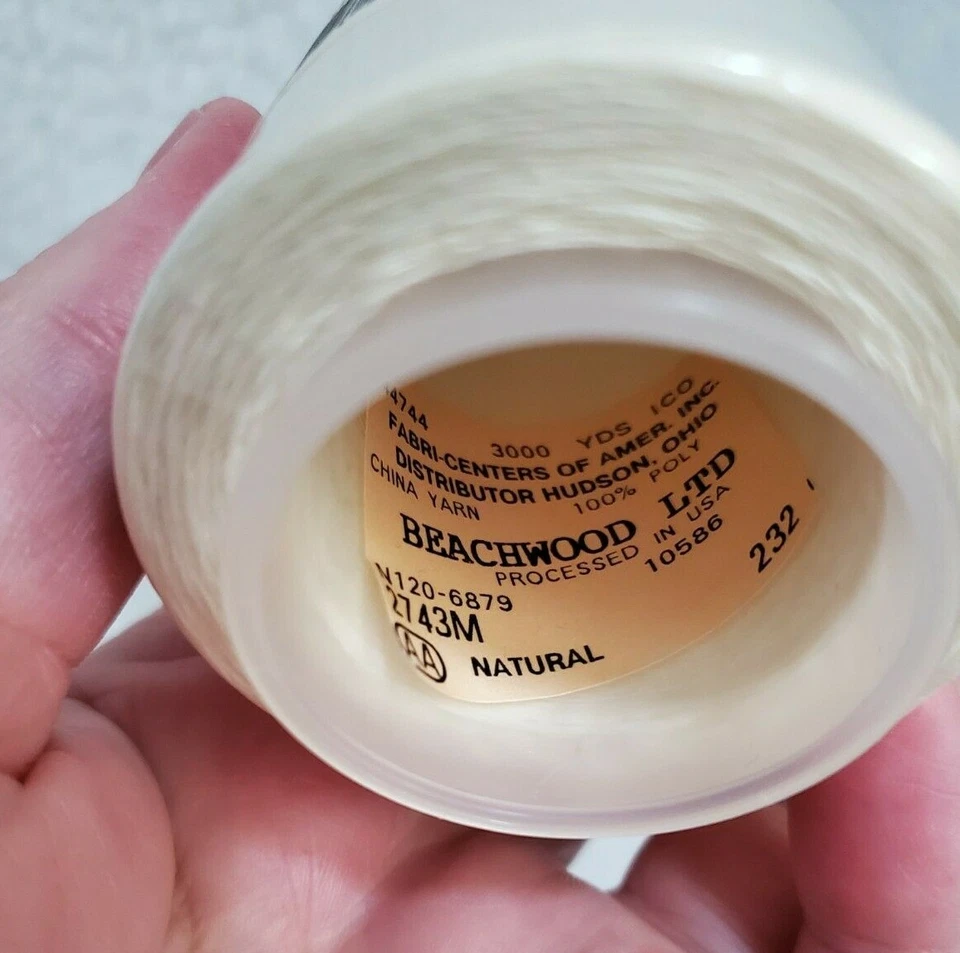 4744
3000 YDS ICO
FABRI-CENTERS OF AMER. INC.
DISTRIBUTOR HUDSON, OHIO
CHINA YARN 100% POLY
BEACHWOOD LTD
PROCESSED IN USA
N120-6879 10586
2743M 232
AA NATURAL